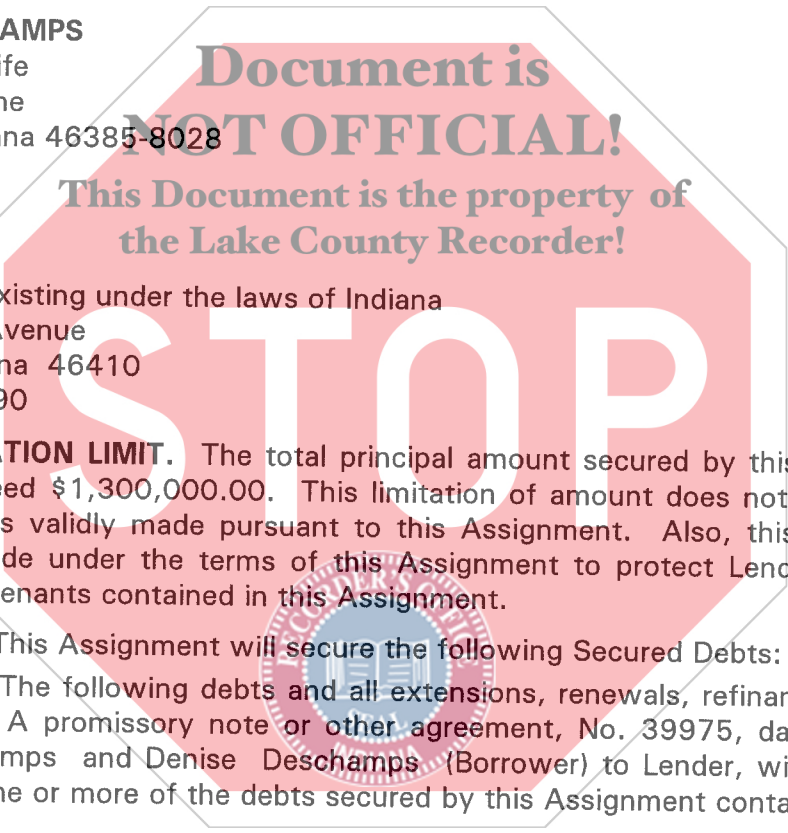 AMPS
ife
ne
na 46385-8028
Document is
NOT OFFICIAL!
This Document is the property of
the Lake County Recorder!
xisting under the laws of Indiana
Avenue
na 46410
90
STOP
ATION LIMIT. The total principal amount secured by this
eed $1,300,000.00. This limitation of amount does not
s validly made pursuant to this Assignment. Also, this
de under the terms of this Assignment to protect Lend
enants contained in this Assignment.
This Assignment will secure the following Secured Debts:
The following debts and all extensions, renewals, refinan
A promissory note or other agreement, No. 39975, da
mps and Denise Deschamps (Borrower) to Lender, wi
ne or more of the debts secured by this Assignment conta
RECORDER'S OFFICE
SEAL
INDIANA